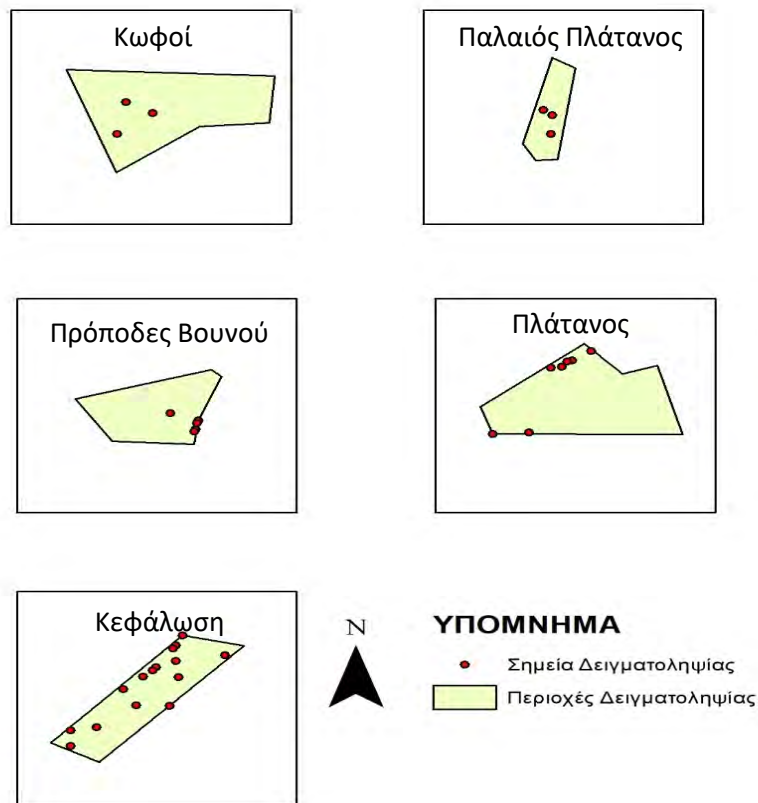 Κωφοί
Παλαιός Πλάτανος
Πρόποδες Βουνού
Πλάτανος
Κεφάλωση
N
ΥΠΟΜΝΗΜΑ
Σημεία Δειγματοληψίας
Περιοχές Δειγματοληψίας